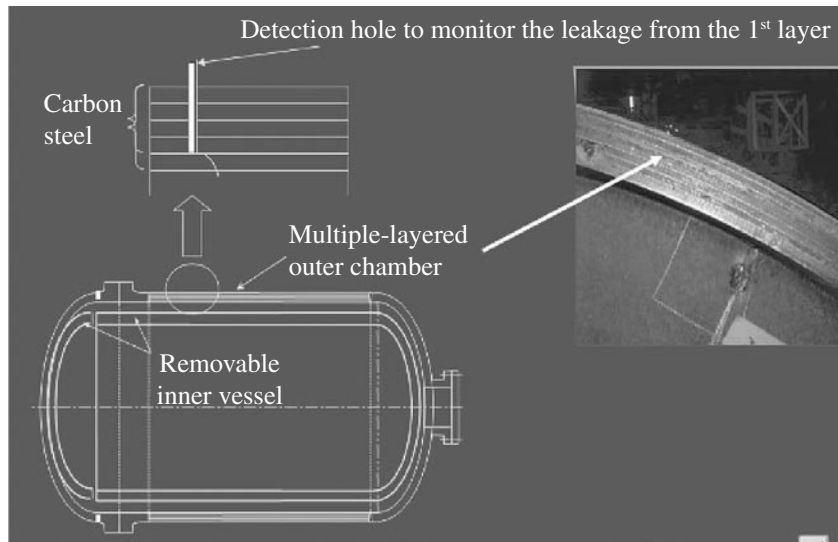 Detection hole to monitor the leakage from the 1st layer
Carbon
steel
Multiple-layered
outer chamber
Removable
inner vessel